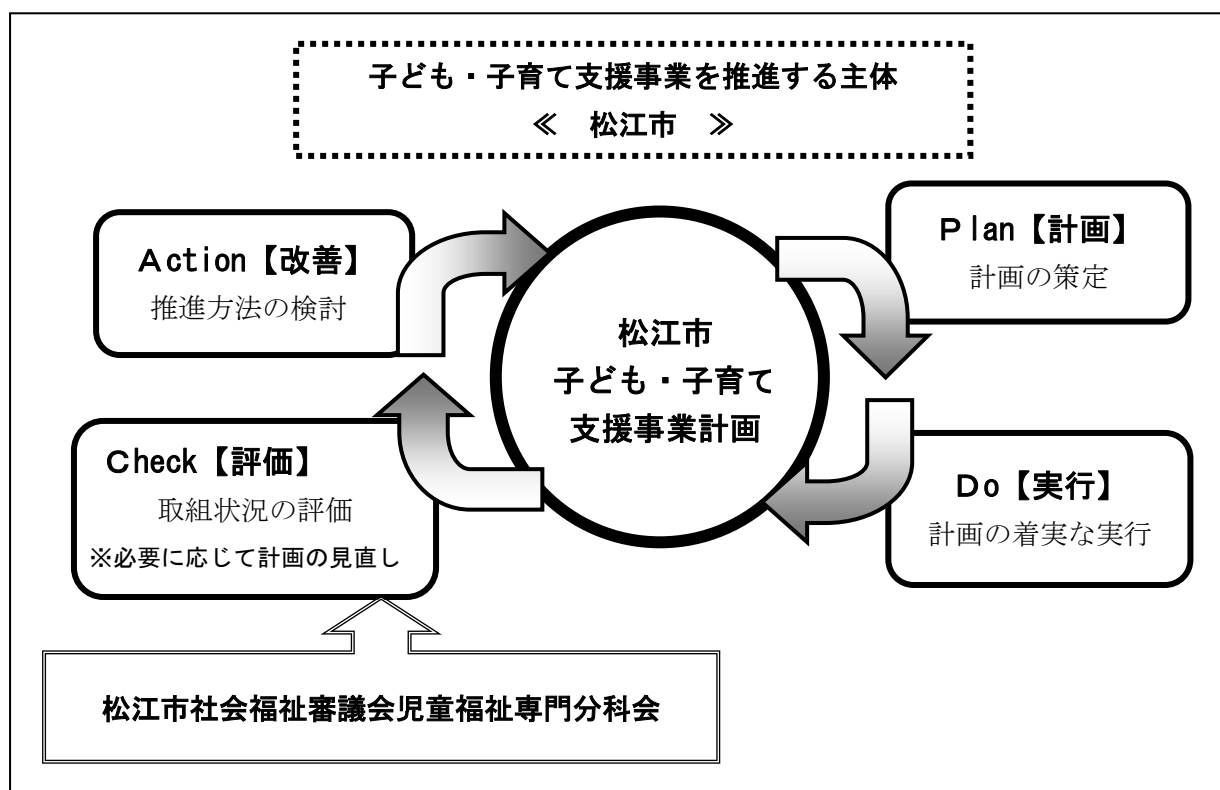 子ども・子育て支援事業を推進する主体
≪ 松江市 ≫
Action【改善】
推進方法の検討
Plan【計画】
計画の策定
松江市
子ども・子育て
支援事業計画
Check【評価】
取組状況の評価
※必要に応じて計画の見直し
Do【実行】
計画の着実な実行
松江市社会福祉審議会児童福祉専門分科会